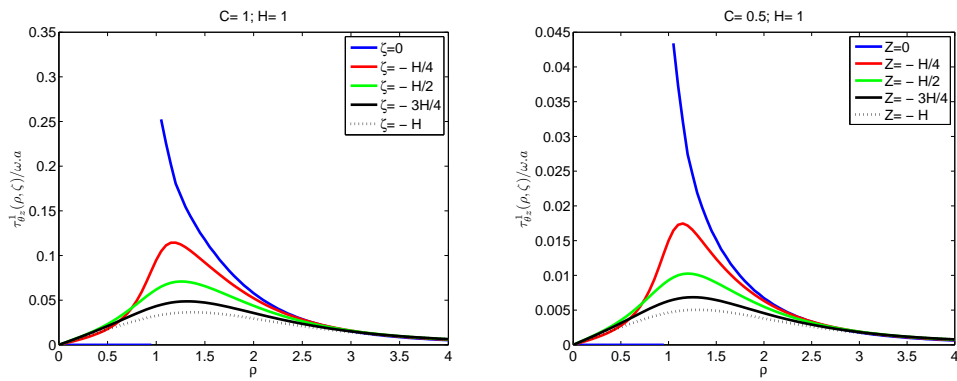 C= 1; H= 1
τ¹θz(ρ,ζ)/ω.a
0.35
0.3
0.25
0.2
0.15
0.1
0.05
0
0 0.5 1 1.5 2 2.5 3 3.5 4
ρ
ζ=0
ζ= − H/4
ζ= − H/2
ζ= − 3H/4
ζ= − H
C= 0.5; H= 1
τ¹θz(ρ,ζ)/ω.a
0.045
0.04
0.035
0.03
0.025
0.02
0.015
0.01
0.005
0
0 0.5 1 1.5 2 2.5 3 3.5 4
ρ
Z=0
Z= − H/4
Z= − H/2
Z= − 3H/4
Z= − H